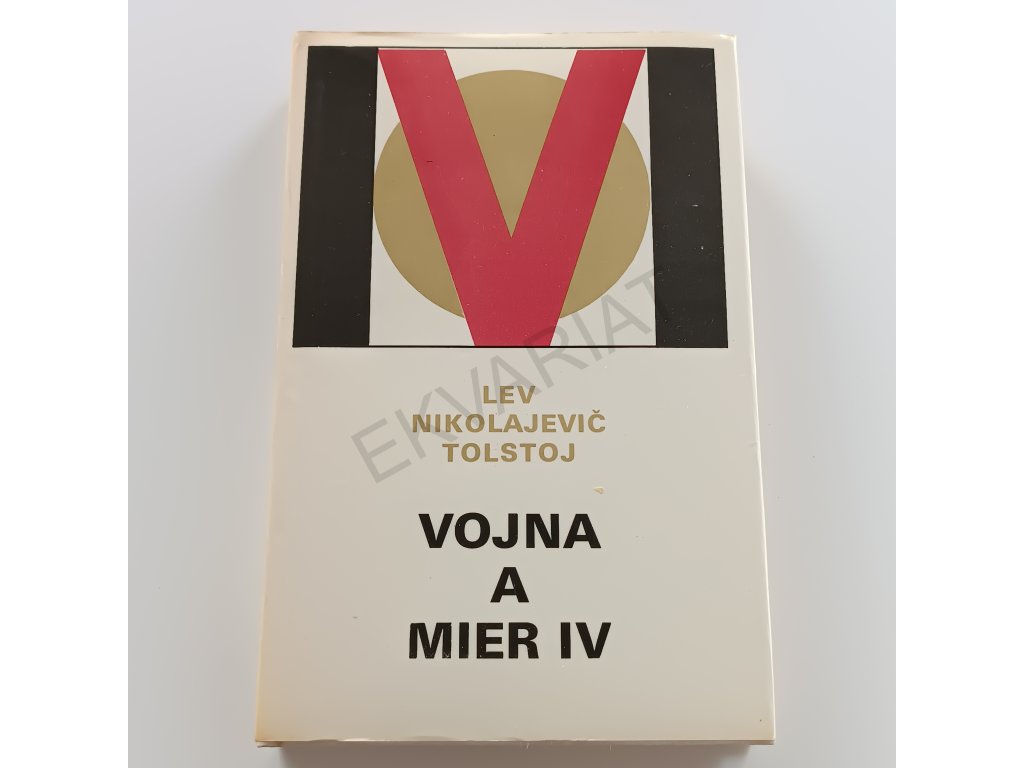 LEV
NIKOLAJEVIČ
TOLSTOJ
VOJNA
A
MIER IV
EKVARIAT